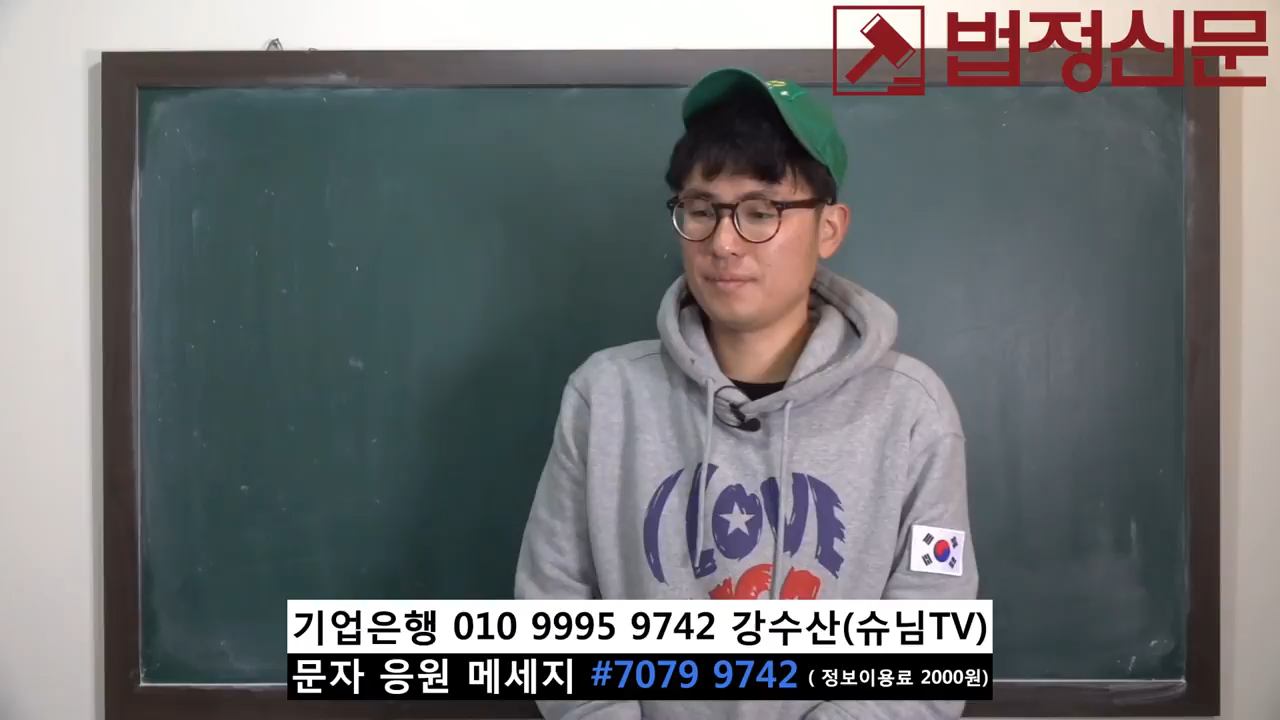 법정신문
I LOVE
기업은행 010 9995 9742 강수산(슈님TV)
문자 응원 메세지 #7079 9742 ( 정보이용료 2000원)